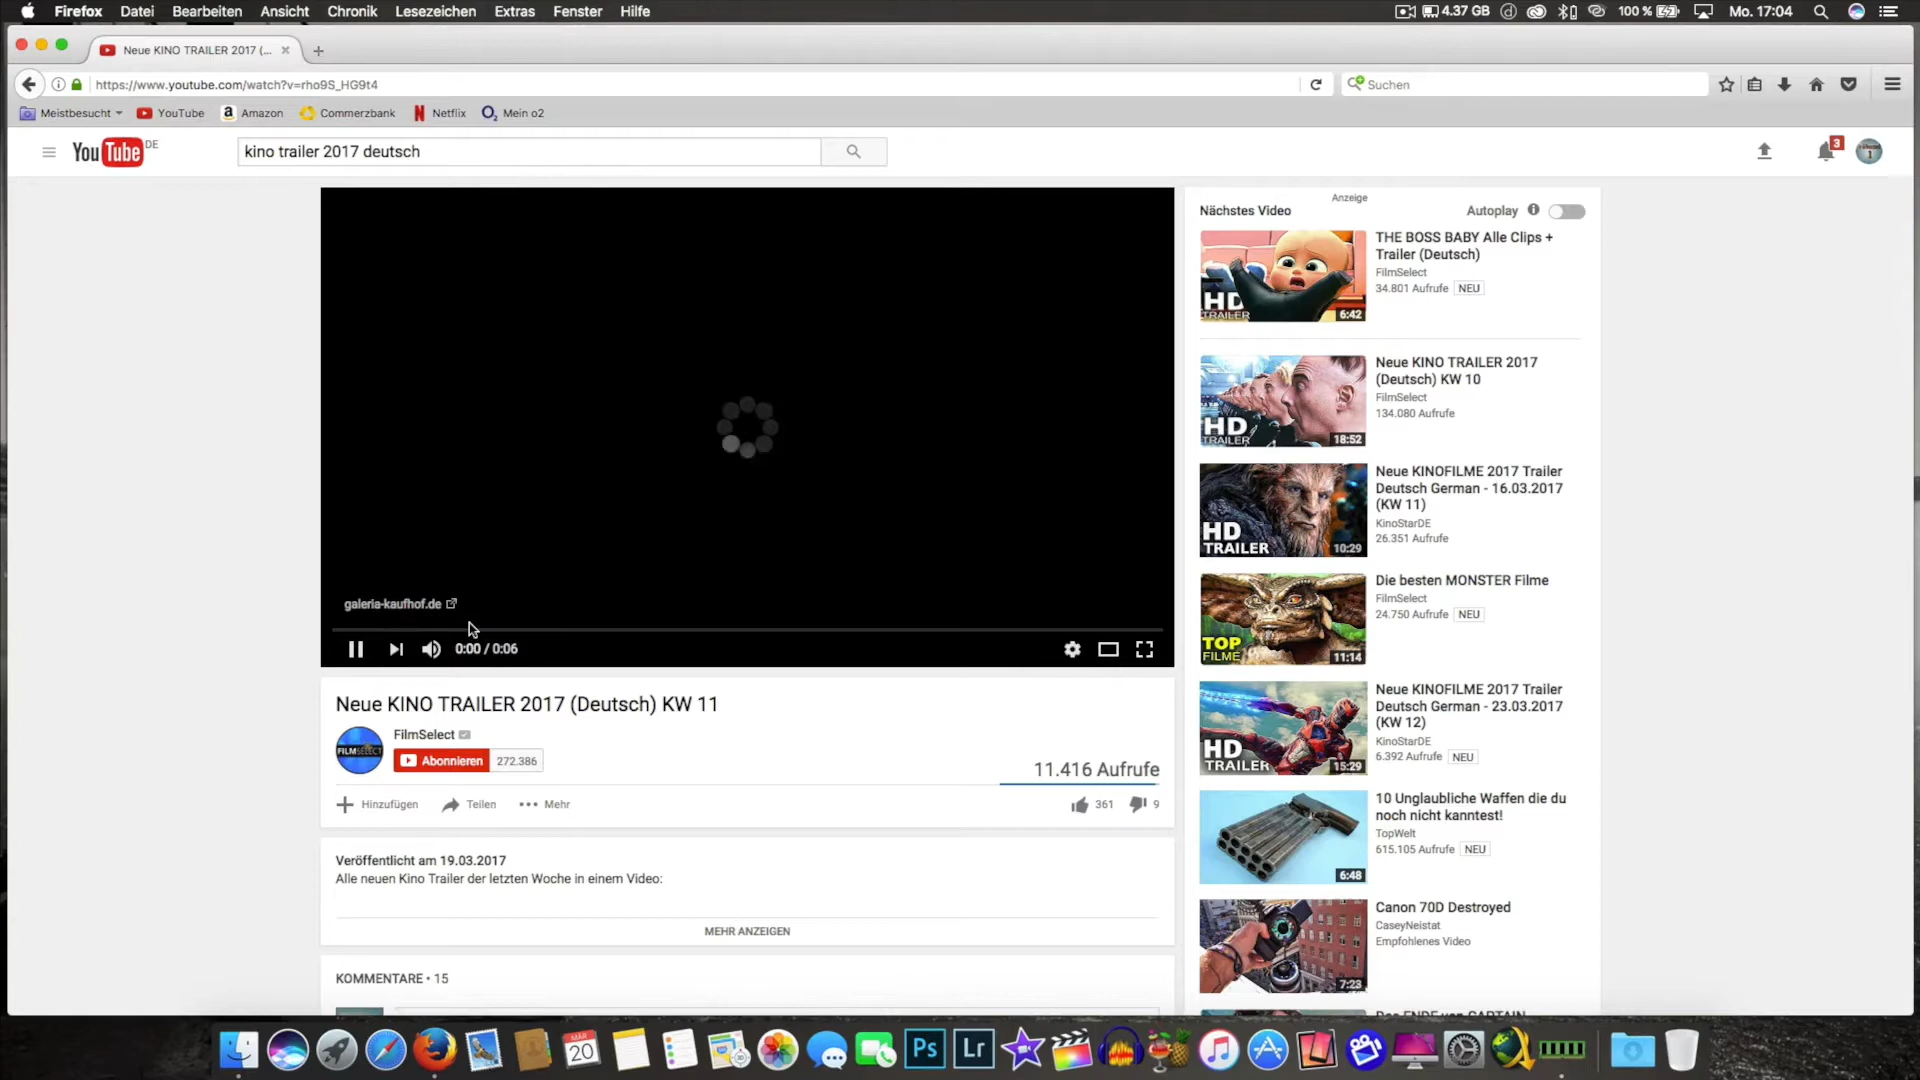 Firefox Datei Bearbeiten Ansicht Chronik Lesezeichen Extras Fenster Hilfe 4.37 GB 100 % Mo. 17:04
Neue KINO TRAILER 2017 (...
https://www.youtube.com/watch?v=rho9S_HG9t4
Suchen
Meistbesucht YouTube Amazon Commerzbank Netflix Mein o2
YouTube DE
kino trailer 2017 deutsch
3
Anzeige
Nächstes Video
Autoplay
THE BOSS BABY Alle Clips +
Trailer (Deutsch)
FilmSelect
34.801 Aufrufe NEU
HD
TRAILER
6:42
Neue KINO TRAILER 2017
(Deutsch) KW 10
FilmSelect
134.080 Aufrufe
HD
TRAILER
18:52
Neue KINOFILME 2017 Trailer
Deutsch German - 16.03.2017
(KW 11)
KinoStarDE
26.351 Aufrufe
HD
TRAILER
10:29
Die besten MONSTER Filme
FilmSelect
24.750 Aufrufe NEU
TOP
FILME
11:14
Neue KINOFILME 2017 Trailer
Deutsch German - 23.03.2017
(KW 12)
KinoStarDE
6.392 Aufrufe NEU
HD
TRAILER
15:29
10 Unglaubliche Waffen die du
noch nicht kanntest!
TopWelt
615.105 Aufrufe NEU
6:48
Canon 70D Destroyed
CaseyNeistat
Empfohlenes Video
7:23
galeria-kaufhof.de
0:00 / 0:06
Neue KINO TRAILER 2017 (Deutsch) KW 11
FILMSELECT
FilmSelect
Abonnieren 272.386
11.416 Aufrufe
Hinzufügen Teilen Mehr
361 9
Veröffentlicht am 19.03.2017
Alle neuen Kino Trailer der letzten Woche in einem Video:
MEHR ANZEIGEN
KOMMENTARE • 15
MÄR
20
Ps
Lr